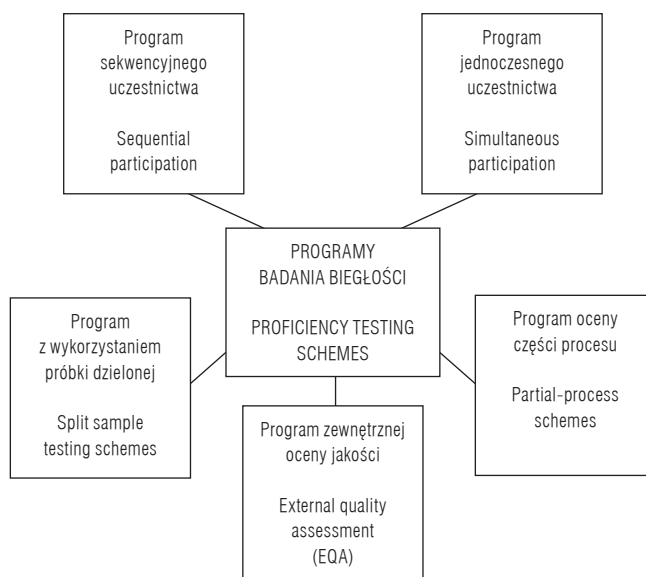 Program
sekwencyjnego
uczestnictwa
Sequential
participation
Program
jednoczesnego
uczestnictwa
Simultaneous
participation
PROGRAMY
BADANIA BIEGŁOŚCI
PROFICIENCY TESTING
SCHEMES
Program
z wykorzystaniem
próbki dzielonej
Split sample
testing schemes
Program oceny
części procesu
Partial-process
schemes
Program zewnętrznej
oceny jakości
External quality
assessment
(EQA)